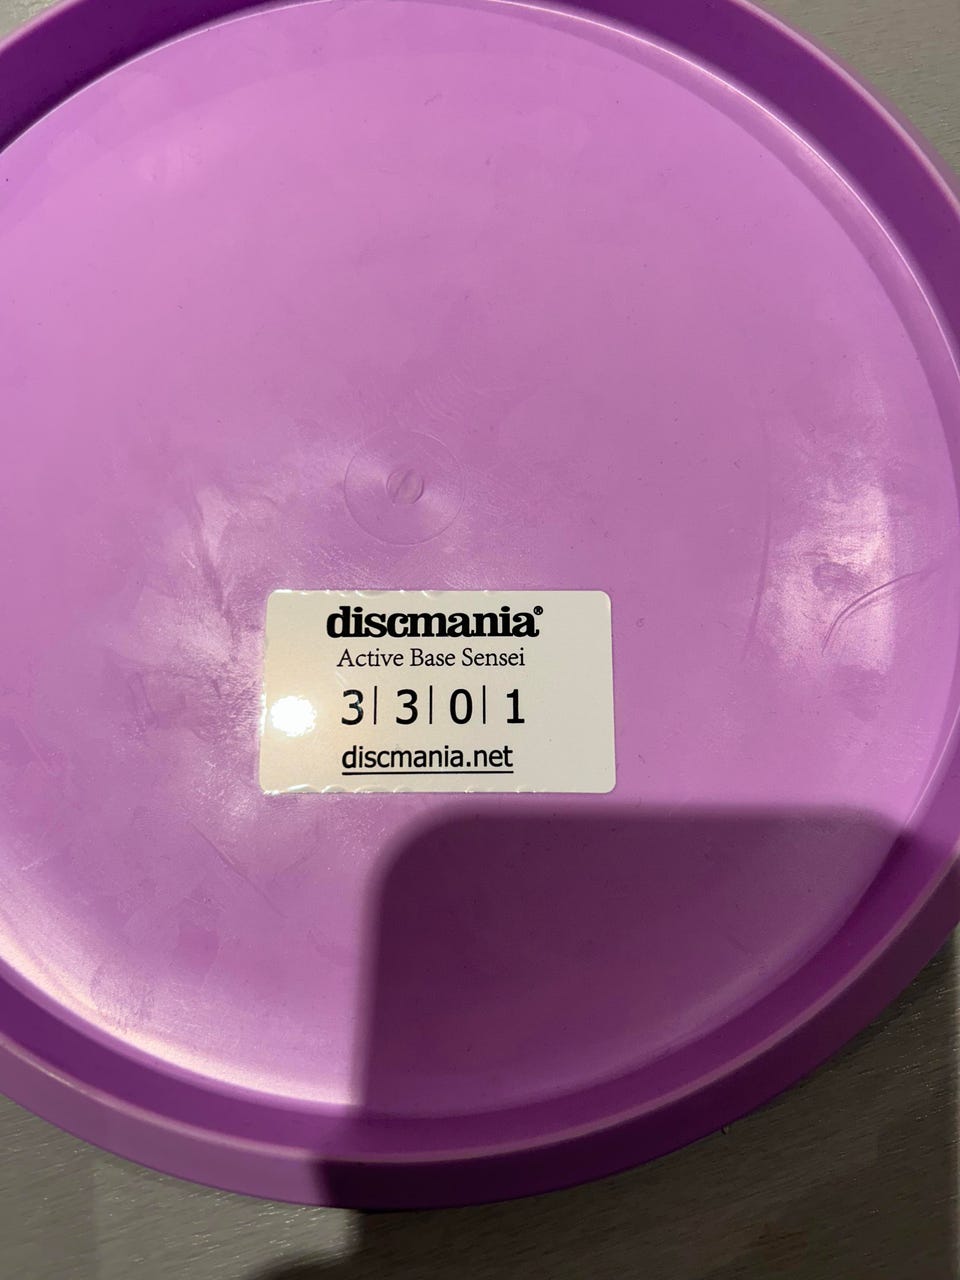 discmania®
Active Base Sensei
3| 3| 0| 1
discmania.net